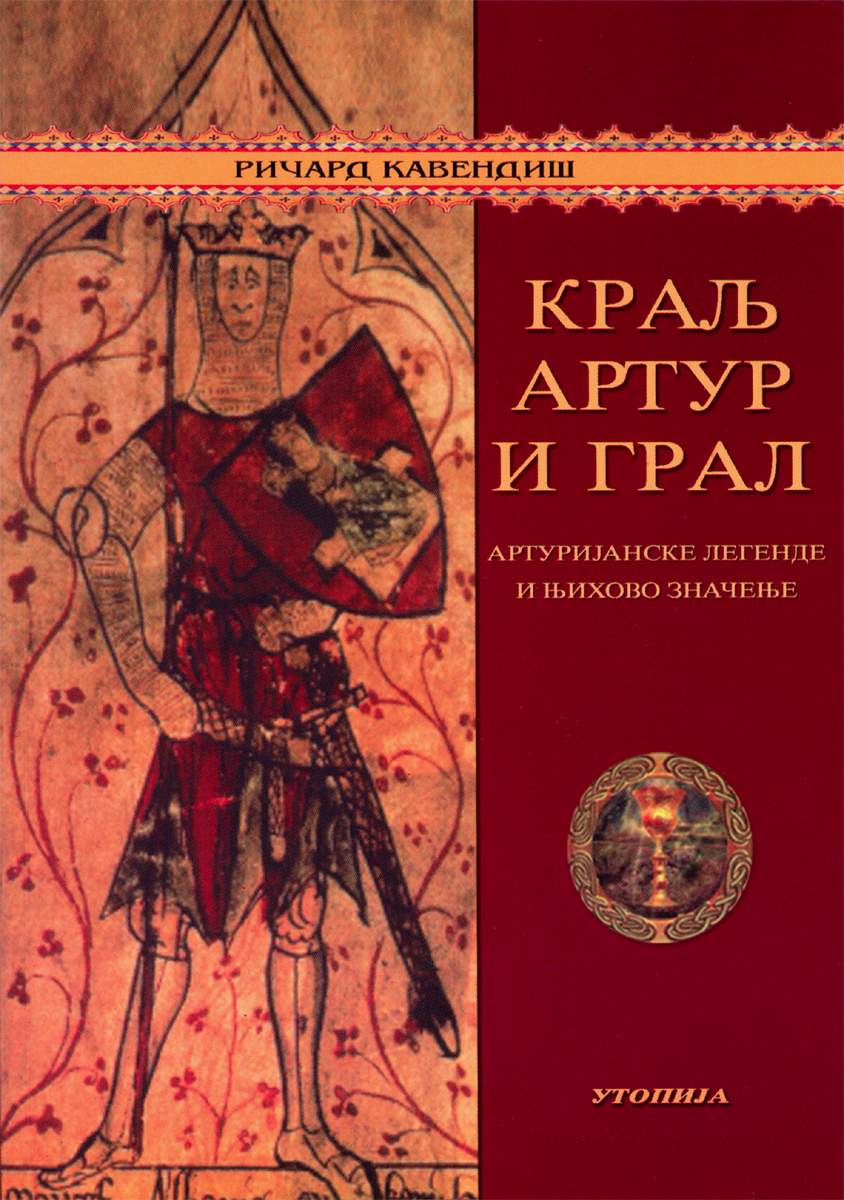 РИЧАРД КАВЕНДИШ
КРАЉ
АРТУР
И ГРАЛ
АРТУРИЈАНСКЕ ЛЕГЕНДЕ
И ЊИХОВО ЗНАЧЕЊЕ
УТОПИЈА